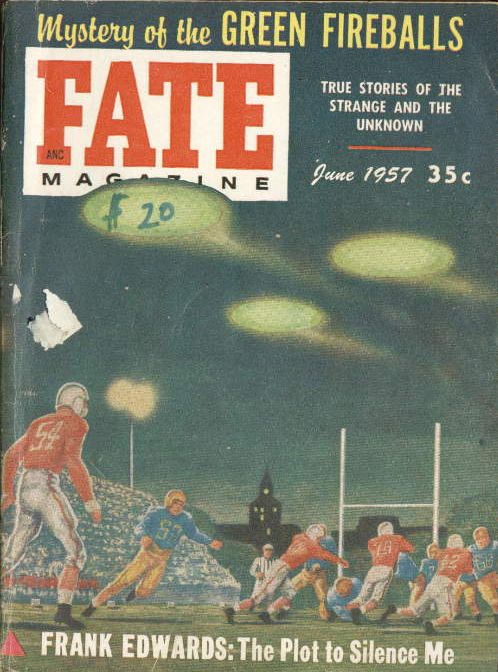 Mystery of the GREEN FIREBALLS
FATE
MAGAZINE
TRUE STORIES OF THE
STRANGE AND THE
UNKNOWN
June 1957 35c
ANC
# 20
54
FRANK EDWARDS: The Plot to Silence Me